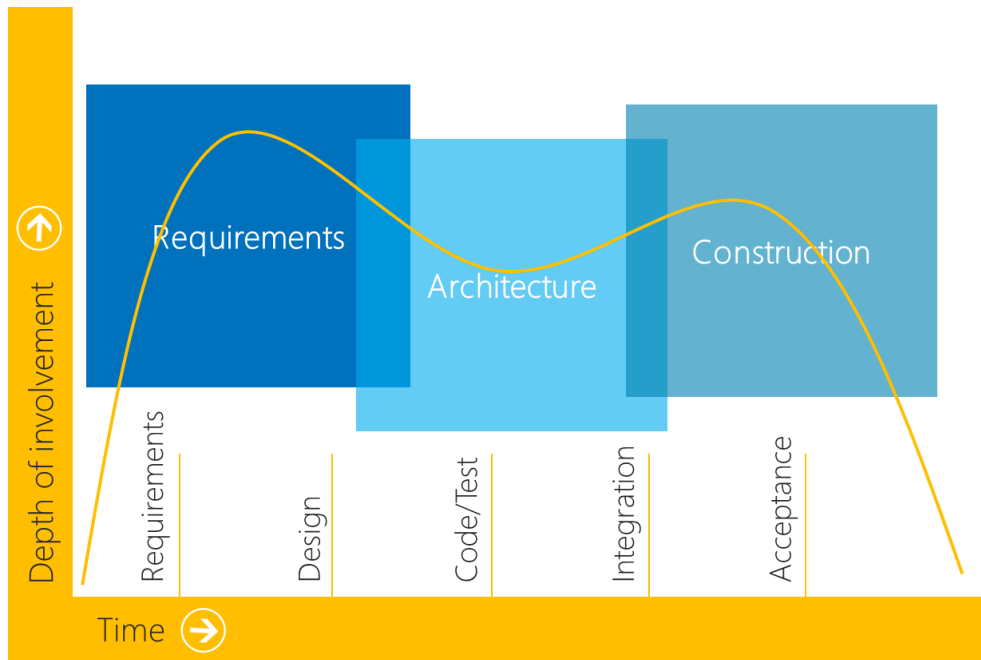 Depth of involvement
Requirements
Architecture
Construction
Requirements
Design
Code/Test
Integration
Acceptance
Time